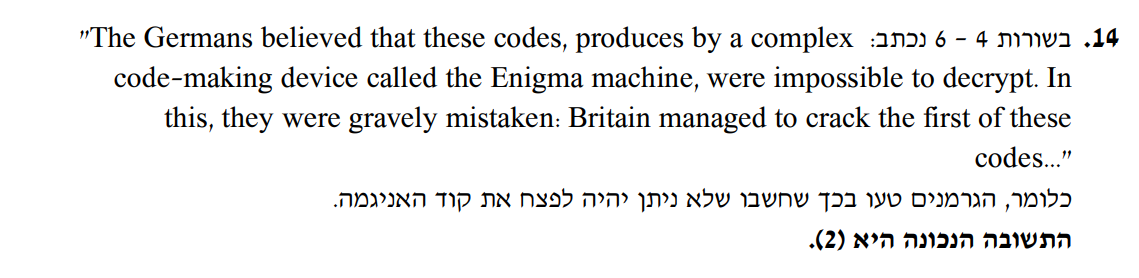 14. בשורות 4 – 6 נכתב: "The Germans believed that these codes, produces by a complex
code-making device called the Enigma machine, were impossible to decrypt. In
this, they were gravely mistaken: Britain managed to crack the first of these
codes..."
כלומר, הגרמנים טעו בכך שחשבו שלא ניתן יהיה לפצח את קוד האניגמה.
התשובה הנכונה היא (2).